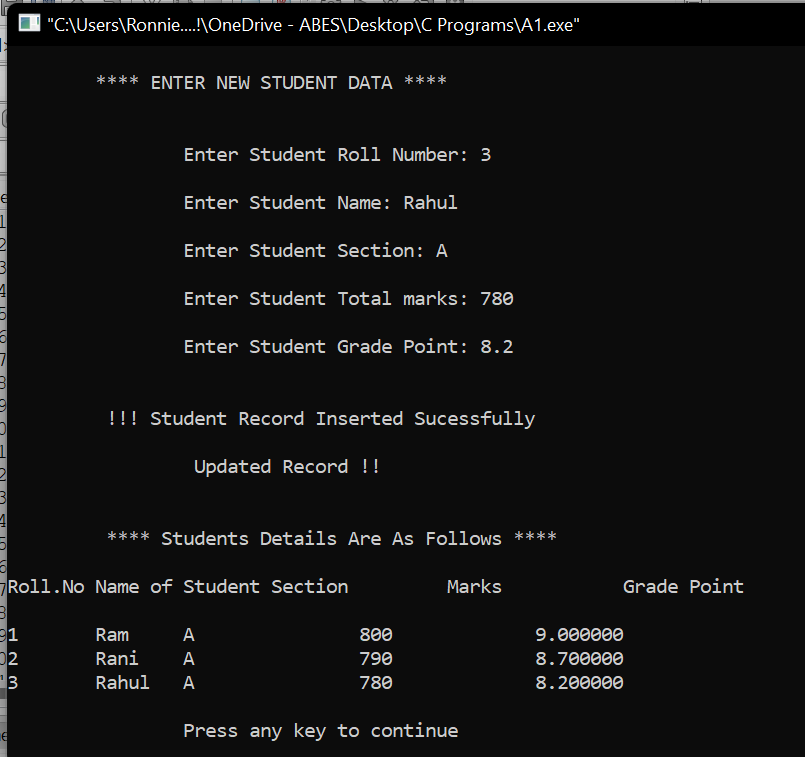 "C:\Users\Ronnie....!\OneDrive - ABES\Desktop\C Programs\A1.exe"
**** ENTER NEW STUDENT DATA ****
Enter Student Roll Number: 3
Enter Student Name: Rahul
Enter Student Section: A
Enter Student Total marks: 780
Enter Student Grade Point: 8.2
!!! Student Record Inserted Sucessfully
Updated Record !!
**** Students Details Are As Follows ****
Roll.No Name of Student Section Marks Grade Point
1 Ram A 800 9.000000
2 Rani A 790 8.700000
3 Rahul A 780 8.200000
Press any key to continue